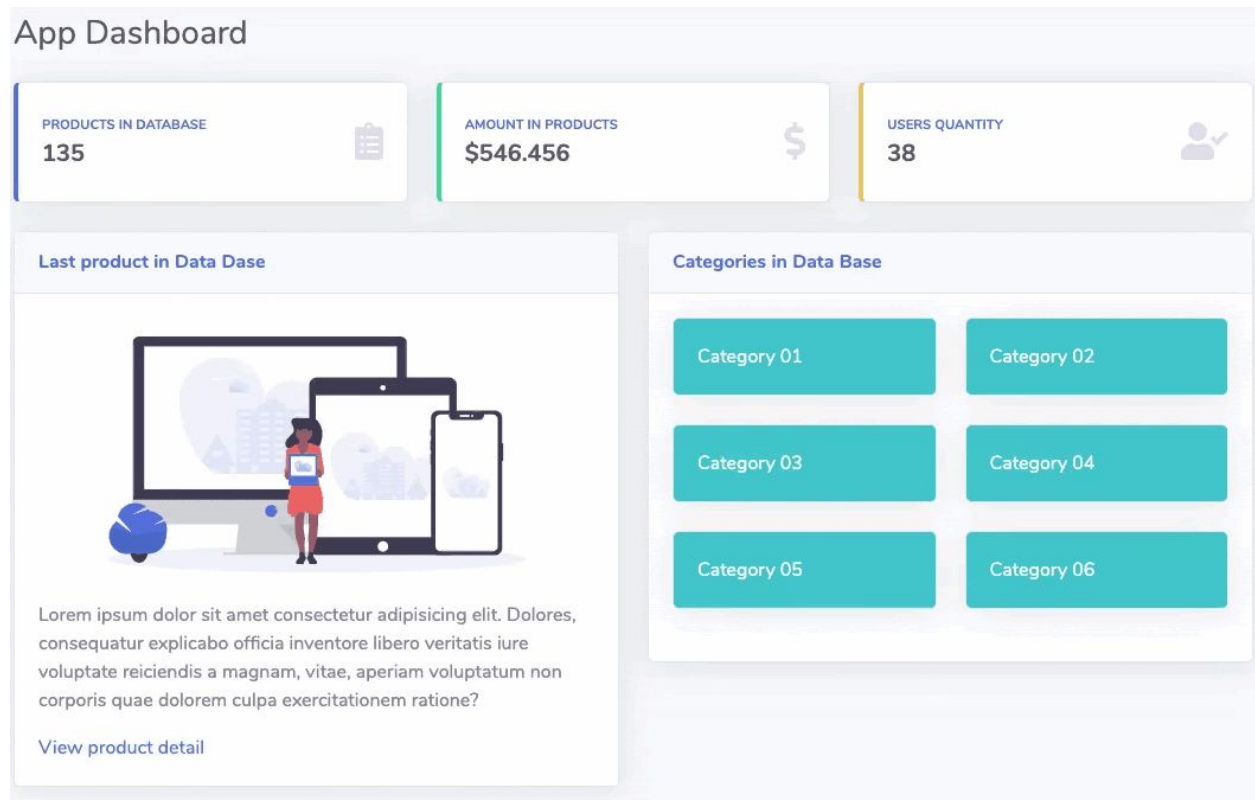 App Dashboard
PRODUCTS IN DATABASE
135
AMOUNT IN PRODUCTS
$546.456
USERS QUANTITY
38
Last product in Data Dase
Lorem ipsum dolor sit amet consectetur adipisicing elit. Dolores,
consequatur explicabo officia inventore libero veritatis iure
voluptate reiciendis a magnam, vitae, aperiam voluptatum non
corporis quae dolorem culpa exercitationem ratione?
View product detail
Categories in Data Base
Category 01
Category 02
Category 03
Category 04
Category 05
Category 06